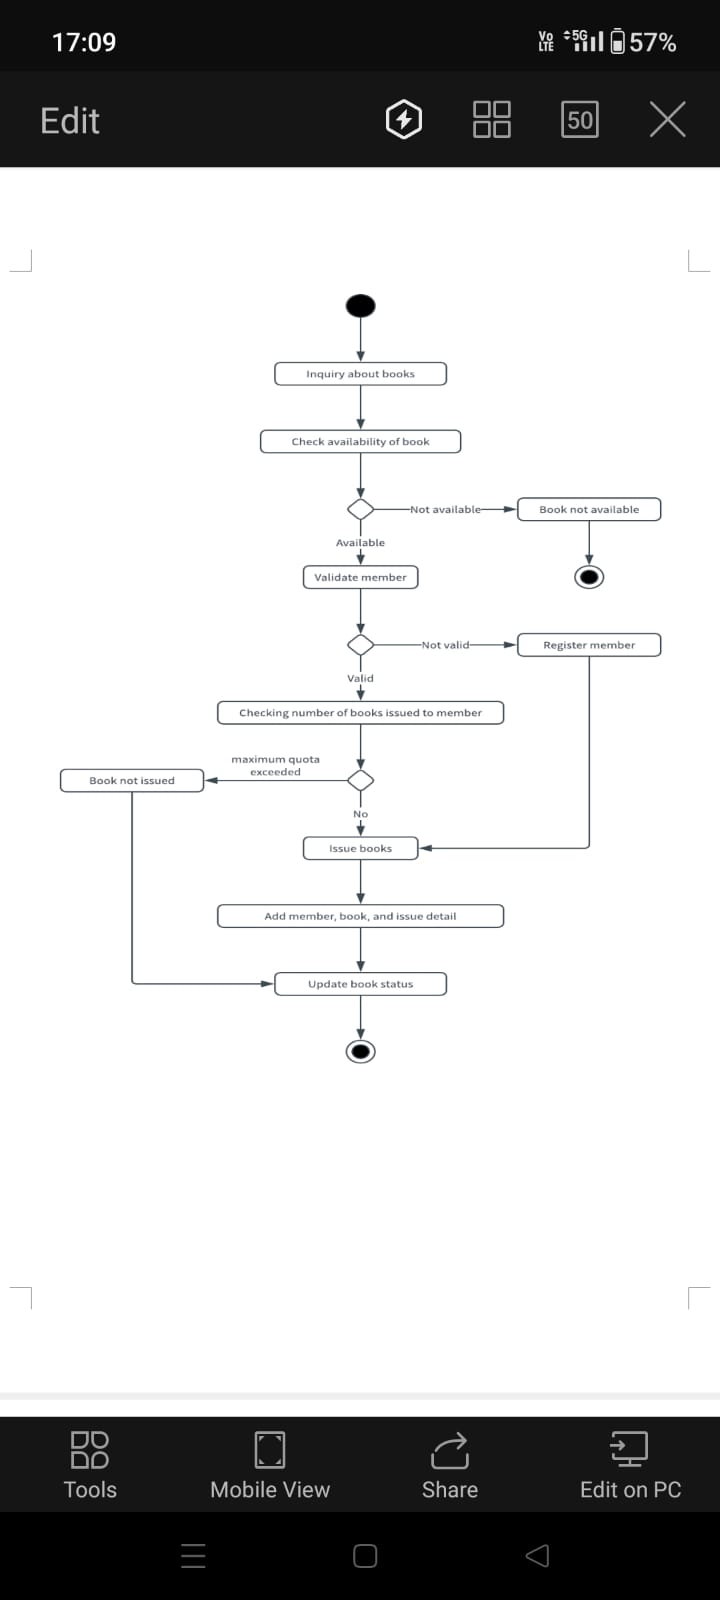 17:09
Vo LTE 5G 57%
Edit
50
Inquiry about books
Check availability of book
Not available
Book not available
Available
Validate member
Not valid
Register member
Valid
Checking number of books issued to member
maximum quota
exceeded
Book not issued
No
Issue books
Add member, book, and issue detail
Update book status
Tools
Mobile View
Share
Edit on PC